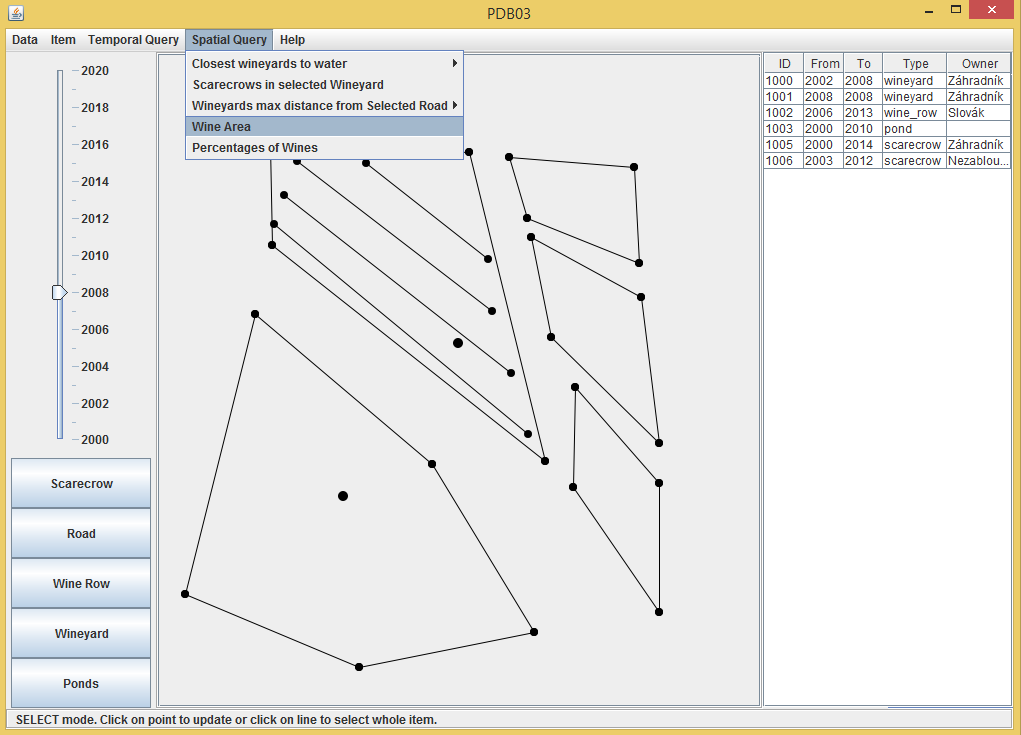 PDB03
Data Item Temporal Query Spatial Query Help
Closest wineyards to water
Scarecrows in selected Wineyard
Wineyards max distance from Selected Road
Wine Area
Percentages of Wines
2020
2018
2016
2014
2012
2010
2008
2006
2004
2002
2000
Scarecrow
Road
Wine Row
Wineyard
Ponds
ID From To Type Owner
1000 2002 2008 wineyard Záhradník
1001 2008 2008 wineyard Záhradník
1002 2006 2013 wine_row Slovák
1003 2000 2010 pond
1005 2000 2014 scarecrow Záhradník
1006 2003 2012 scarecrow Nezablou...
SELECT mode. Click on point to update or click on line to select whole item.